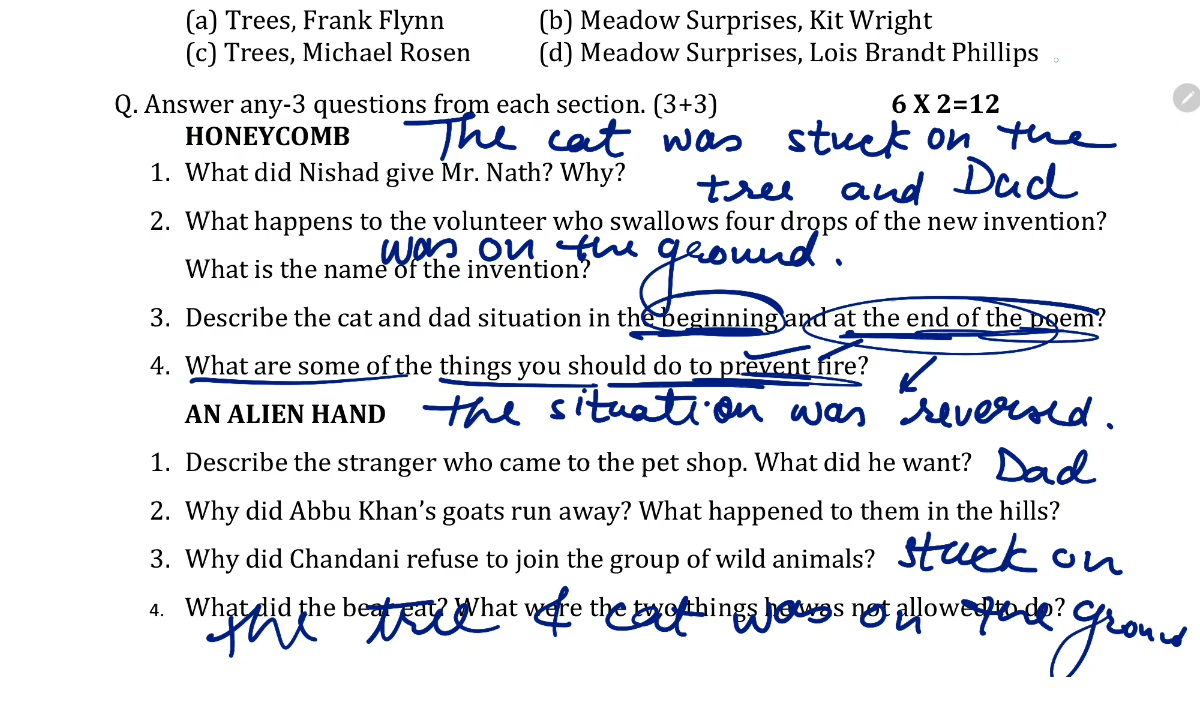 (a) Trees, Frank Flynn (b) Meadow Surprises, Kit Wright
(c) Trees, Michael Rosen (d) Meadow Surprises, Lois Brandt Phillips
Q. Answer any-3 questions from each section. (3+3) 6 X 2=12
HONEYCOMB The cat was stuck on the
1. What did Nishad give Mr. Nath? Why?
tree and Dad
2. What happens to the volunteer who swallows four drops of the new invention?
was on the ground.
What is the name of the invention?
3. Describe the cat and dad situation in the beginning and at the end of the poem?
4. What are some of the things you should do to prevent fire?
AN ALIEN HAND the situation was reversed.
1. Describe the stranger who came to the pet shop. What did he want? Dad
2. Why did Abbu Khan's goats run away? What happened to them in the hills?
3. Why did Chandani refuse to join the group of wild animals? stuck on
4. What did the bear eat? What were the two things he was not allowed to do?
the tree & cat was on the ground